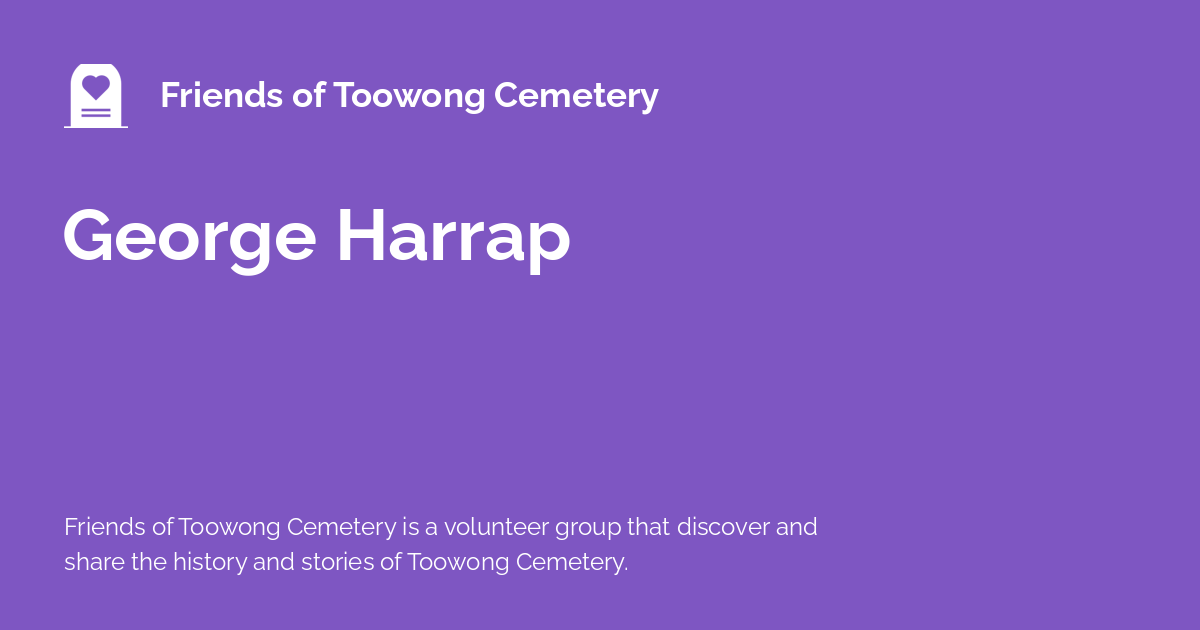 Friends of Toowong Cemetery
George Harrap
Friends of Toowong Cemetery is a volunteer group that discover and
share the history and stories of Toowong Cemetery.